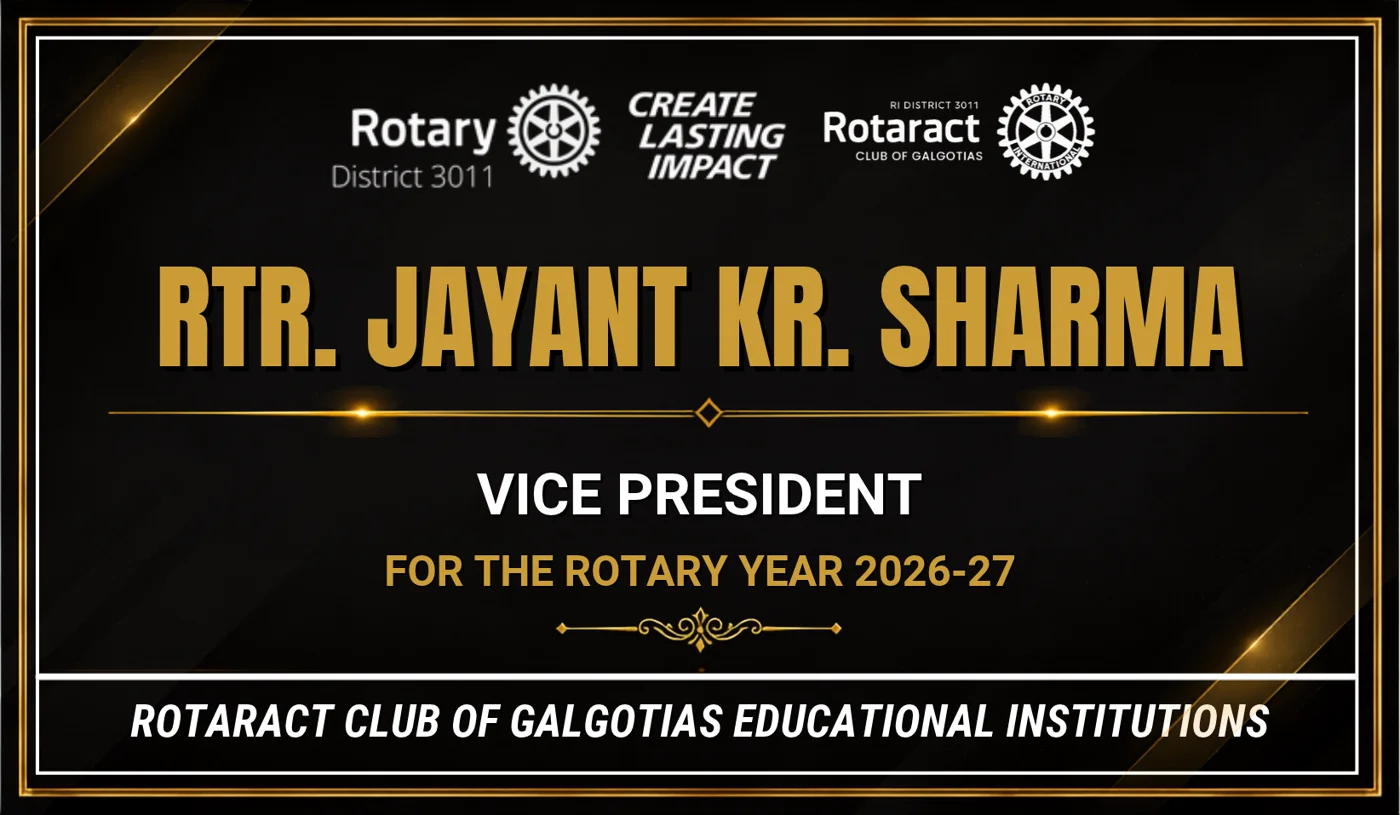 Rotary
District 3011
CREATE
LASTING
IMPACT
RI DISTRICT 3011
Rotaract
CLUB OF GALGOTIAS
ROTARY
INTERNATIONAL
RTR. JAYANT KR. SHARMA
VICE PRESIDENT
FOR THE ROTARY YEAR 2026-27
ROTARACT CLUB OF GALGOTIAS EDUCATIONAL INSTITUTIONS